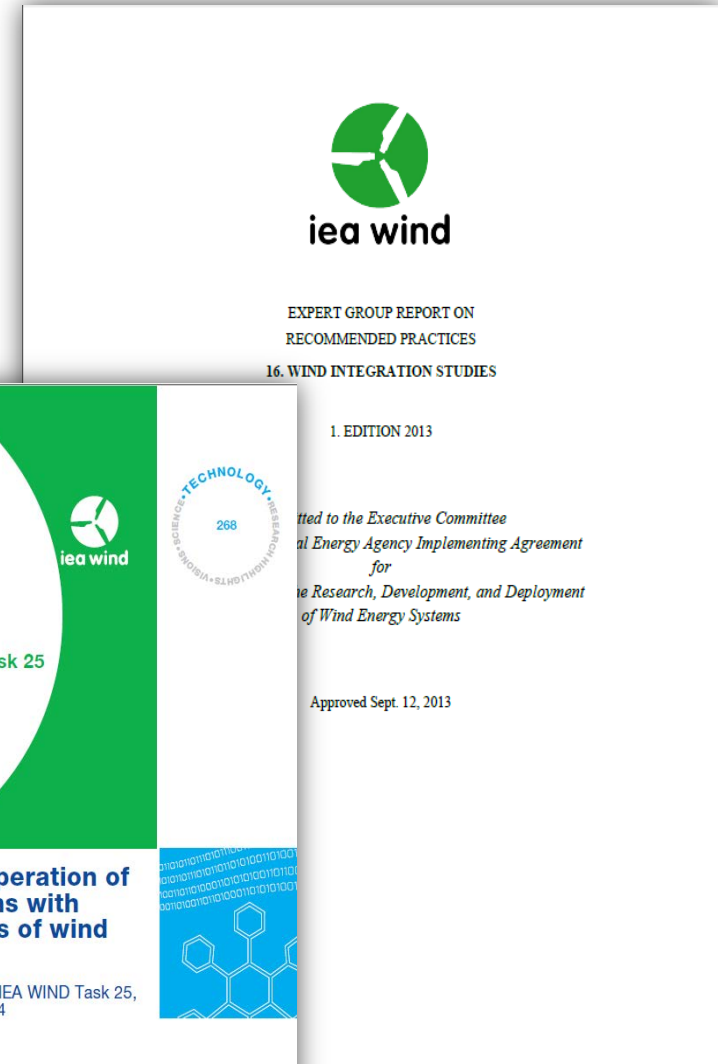 iea wind
EXPERT GROUP REPORT ON
RECOMMENDED PRACTICES
16. WIND INTEGRATION STUDIES
1. EDITION 2013
tted to the Executive Committee
al Energy Agency Implementing Agreement
for
e Research, Development, and Deployment
of Wind Energy Systems
Approved Sept. 12, 2013
iea wind
sk 25
•VISIONS•SCIENCE•TECHNOLOGY•RESEARCH HIGHLIGHTS
268
peration of
ns with
s of wind
IEA WIND Task 25,
4